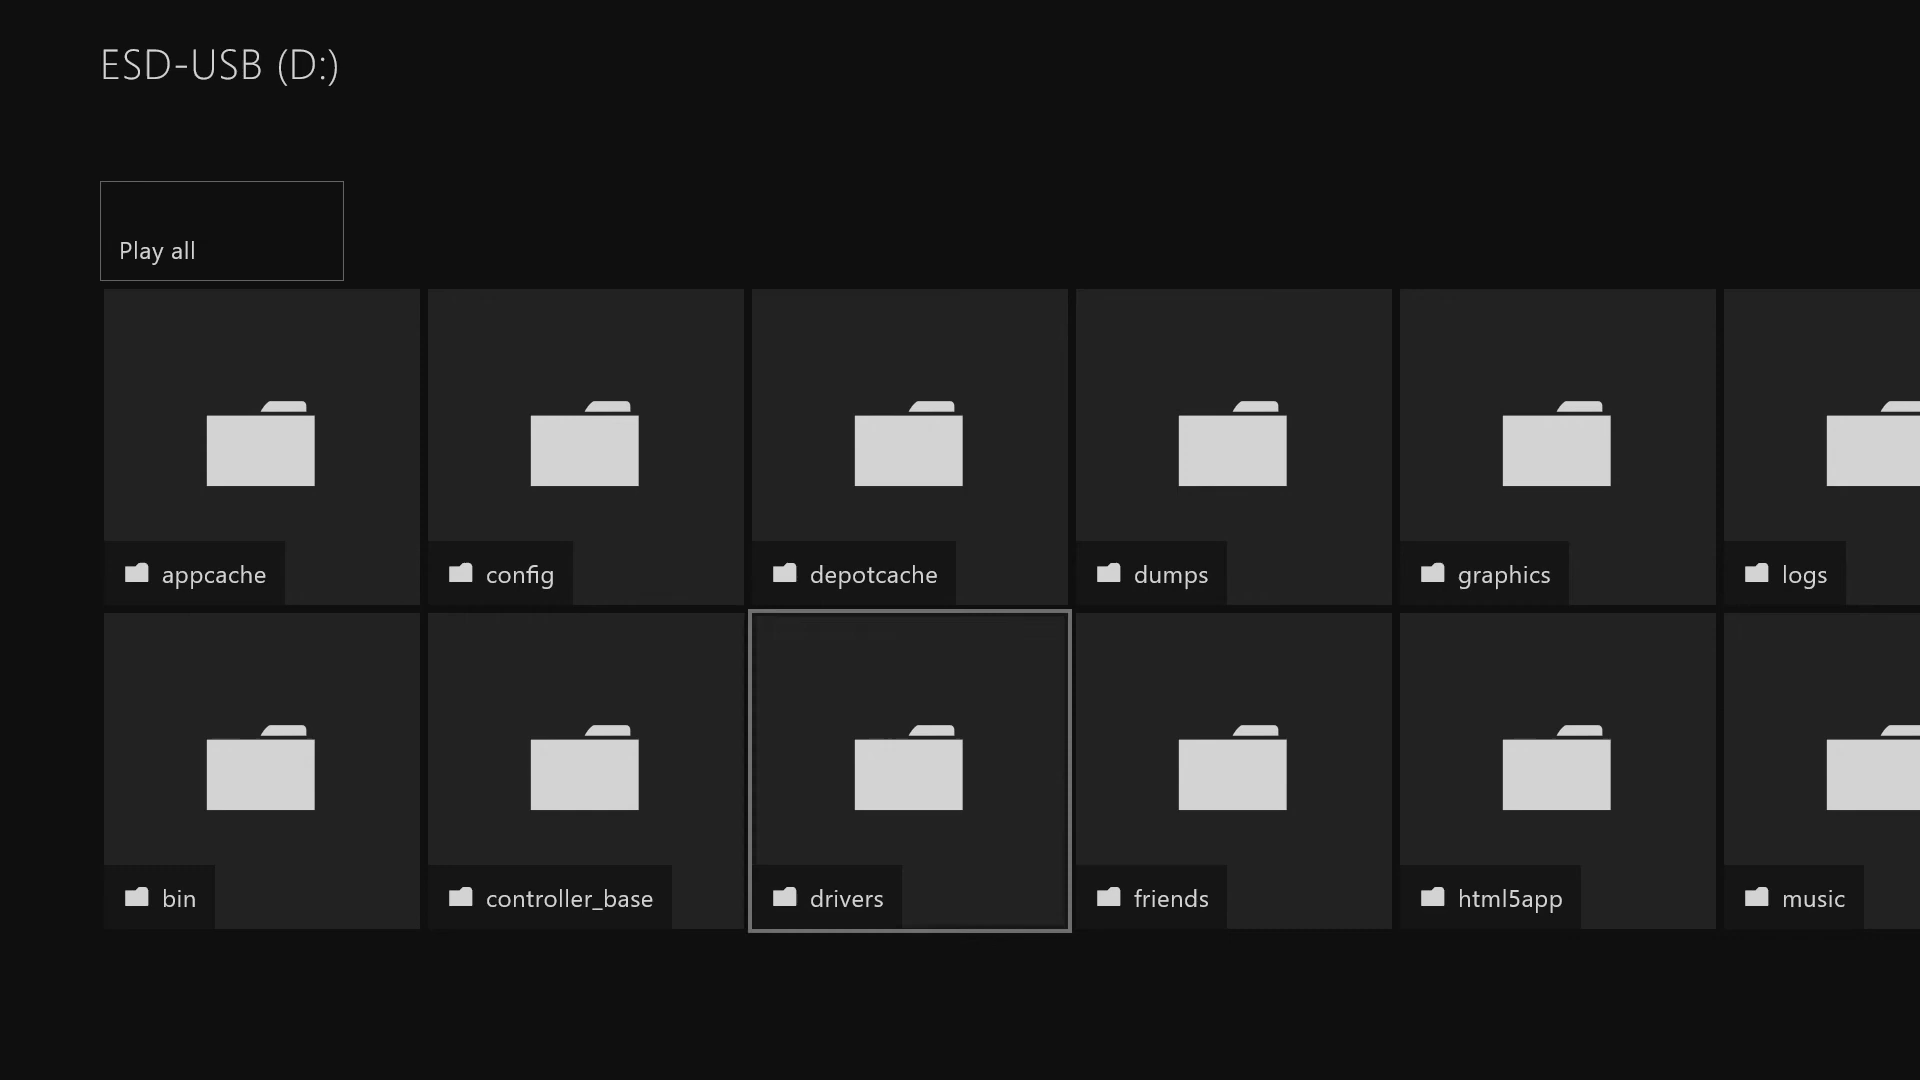 ESD-USB (D:)
Play all
appcache
config
depotcache
dumps
graphics
logs
bin
controller_base
drivers
friends
html5app
music